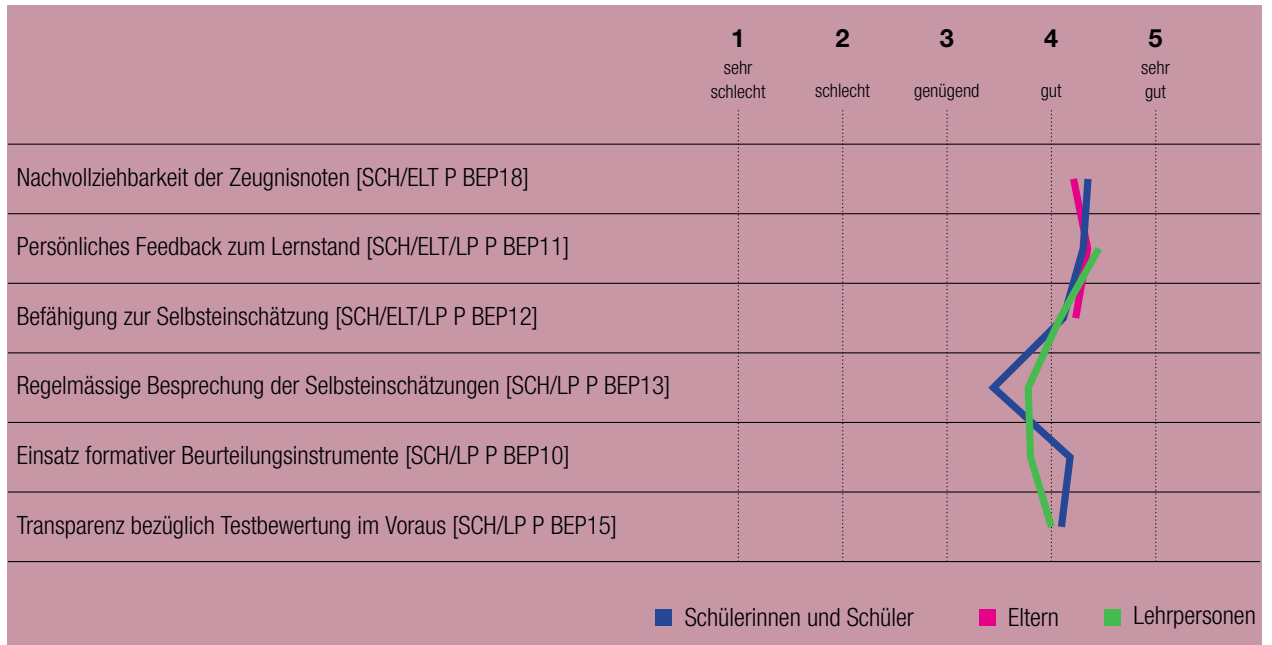 1 2 3 4 5
sehr schlecht schlecht genügend gut sehr gut
Nachvollziehbarkeit der Zeugnisnoten [SCH/ELT P BEP18]
Persönliches Feedback zum Lernstand [SCH/ELT/LP P BEP11]
Befähigung zur Selbsteinschätzung [SCH/ELT/LP P BEP12]
Regelmässige Besprechung der Selbsteinschätzungen [SCH/LP P BEP13]
Einsatz formativer Beurteilungsinstrumente [SCH/LP P BEP10]
Transparenz bezüglich Testbewertung im Voraus [SCH/LP P BEP15]
Schülerinnen und Schüler Eltern Lehrpersonen